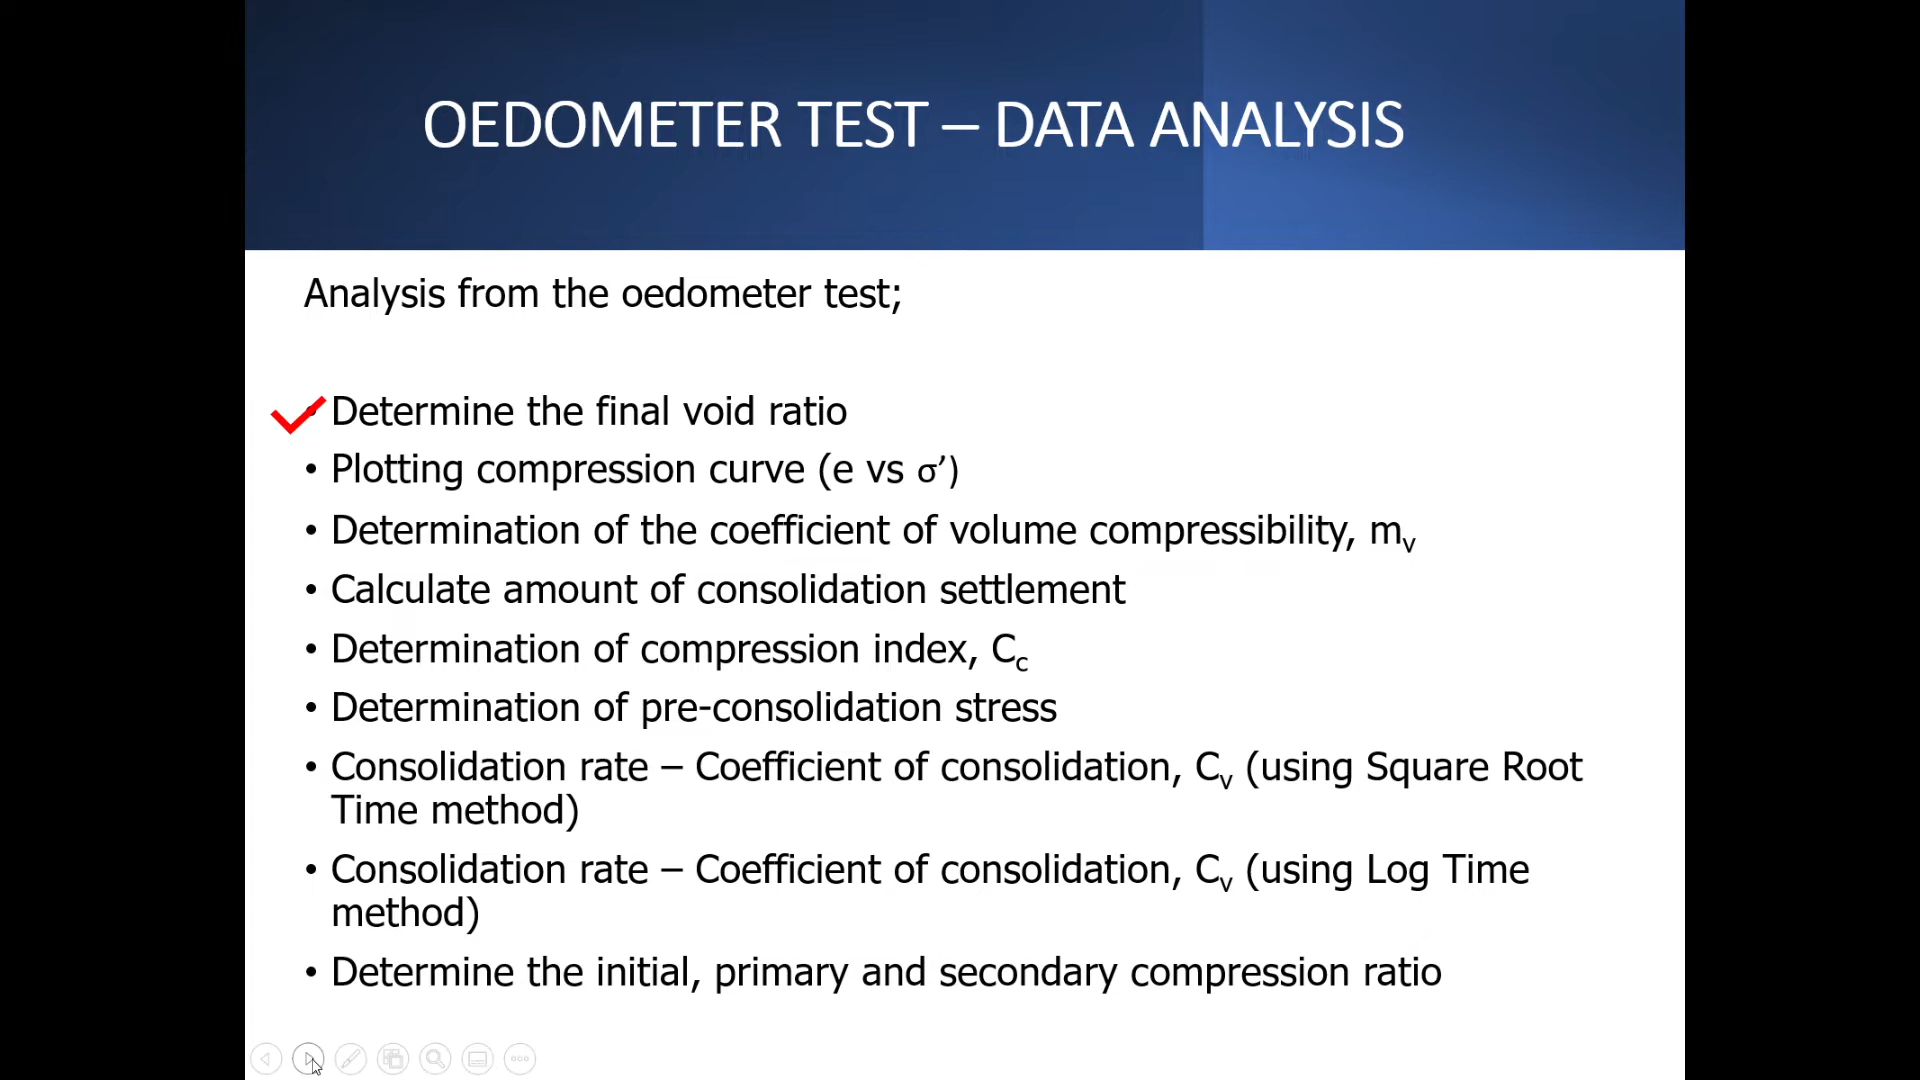 OEDOMETER TEST – DATA ANALYSIS
Analysis from the oedometer test;
• Determine the final void ratio
• Plotting compression curve (e vs σ’)
• Determination of the coefficient of volume compressibility, mv
• Calculate amount of consolidation settlement
• Determination of compression index, Cc
• Determination of pre-consolidation stress
• Consolidation rate – Coefficient of consolidation, Cv (using Square Root
Time method)
• Consolidation rate – Coefficient of consolidation, Cv (using Log Time
method)
• Determine the initial, primary and secondary compression ratio